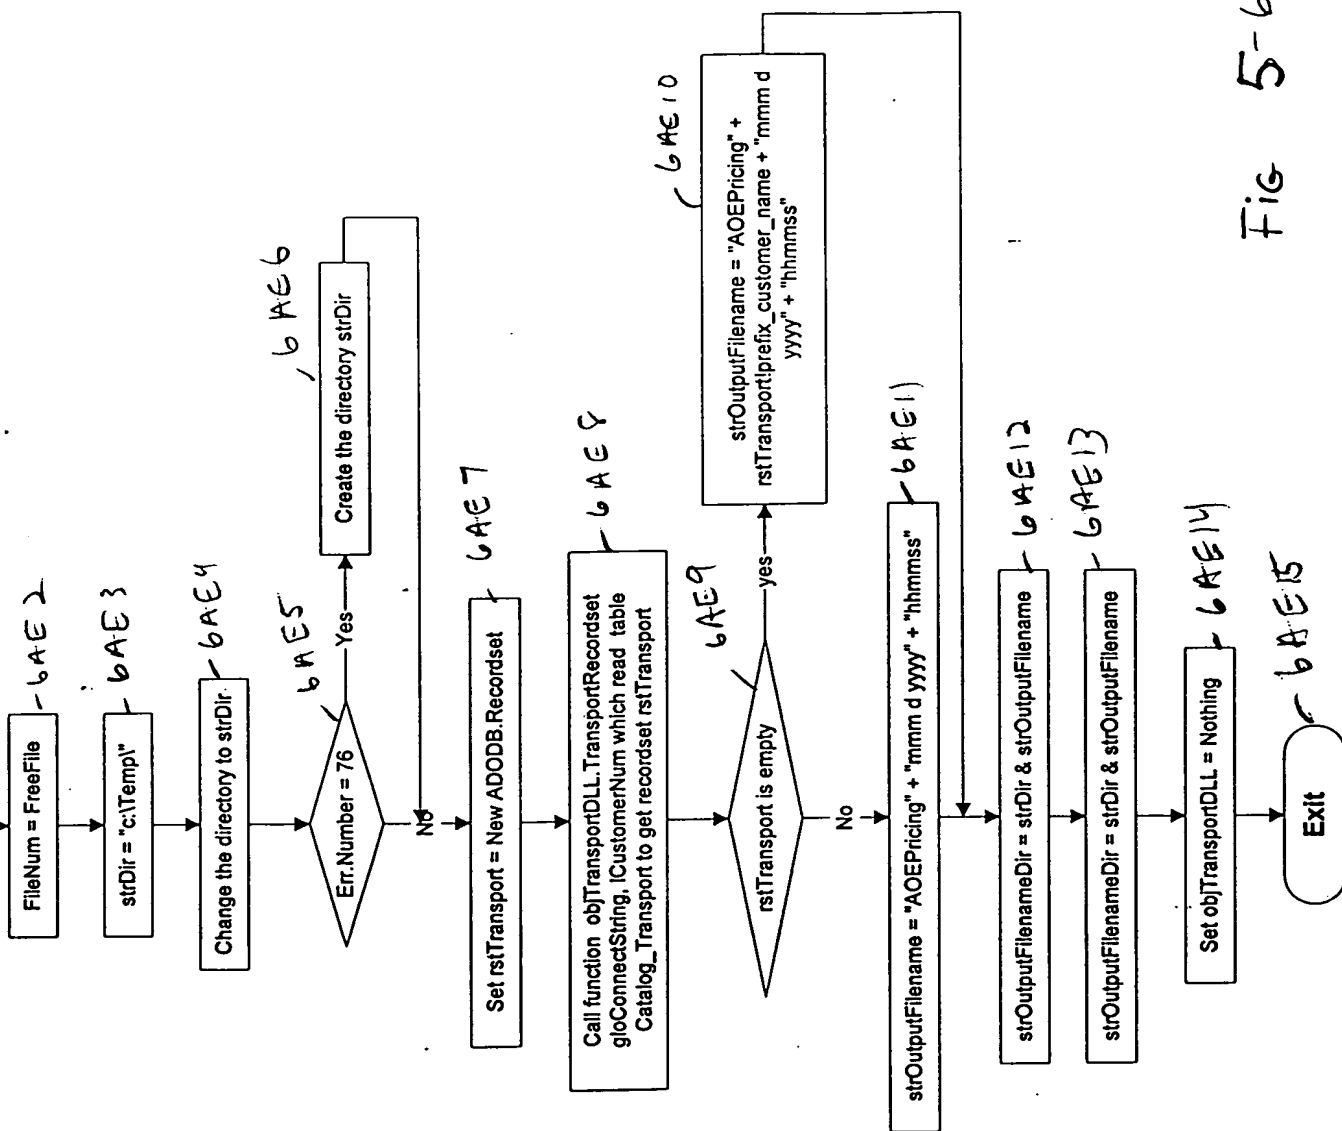 FileNum = FreeFile
6AE2
strDir = "c:\Temp\"
6AE3
Change the directory to strDir
6AE4
Err.Number = 76
6AE5
Yes
Create the directory strDir
6AE6
No
Set rstTransport = New ADODB.Recordset
6AE7
Call function objTransportDLL.TransportRecordset
gloConnectString, lCustomerNum which read table
Catalog_Transport to get recordset rstTransport
6AE8
rstTransport is empty
6AE9
yes
strOutputFilename = "AOEPricing" +
rstTransport!prefix_customer_name + "mmm d
yyyy" + "hhmmss"
6AE10
No
strOutputFilename = "AOEPricing" + "mmm d yyyy" + "hhmmss"
6AE11
strOutputFilenameDir = strDir & strOutputFilename
6AE12
strOutputFilenameDir = strDir & strOutputFilename
6AE13
Set objTransportDLL = Nothing
6AE14
Exit
6AE15
Fig 5-6